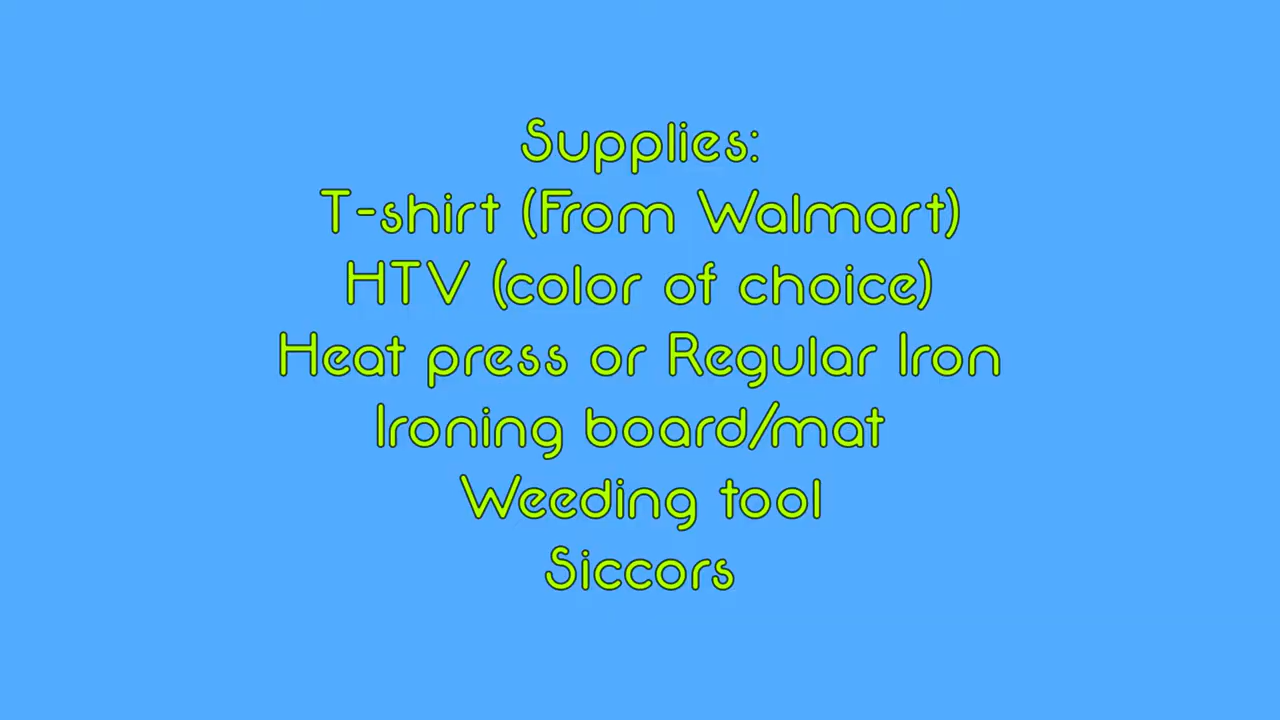 Supplies:
T-shirt (From Walmart)
HTV (color of choice)
Heat press or Regular Iron
Ironing board/mat
Weeding tool
Siccors